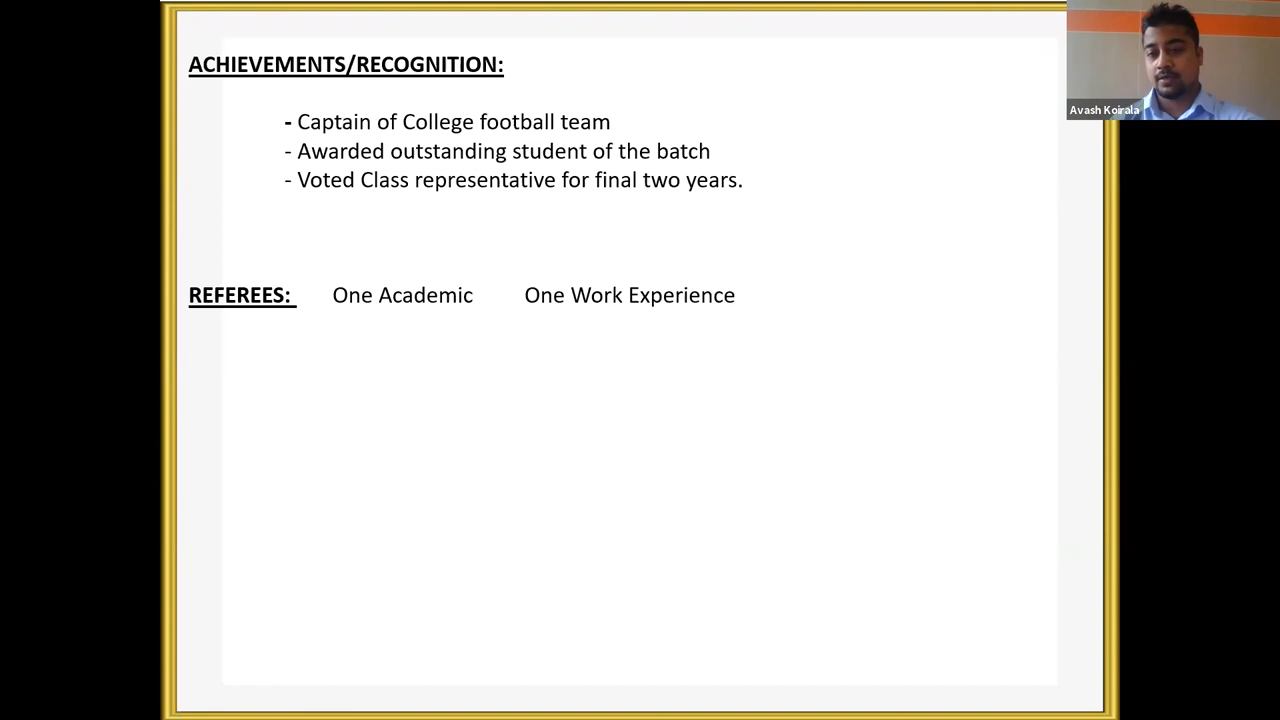 ACHIEVEMENTS/RECOGNITION:
- Captain of College football team
- Awarded outstanding student of the batch
- Voted Class representative for final two years.
REFEREES: One Academic One Work Experience
Avash Koirala